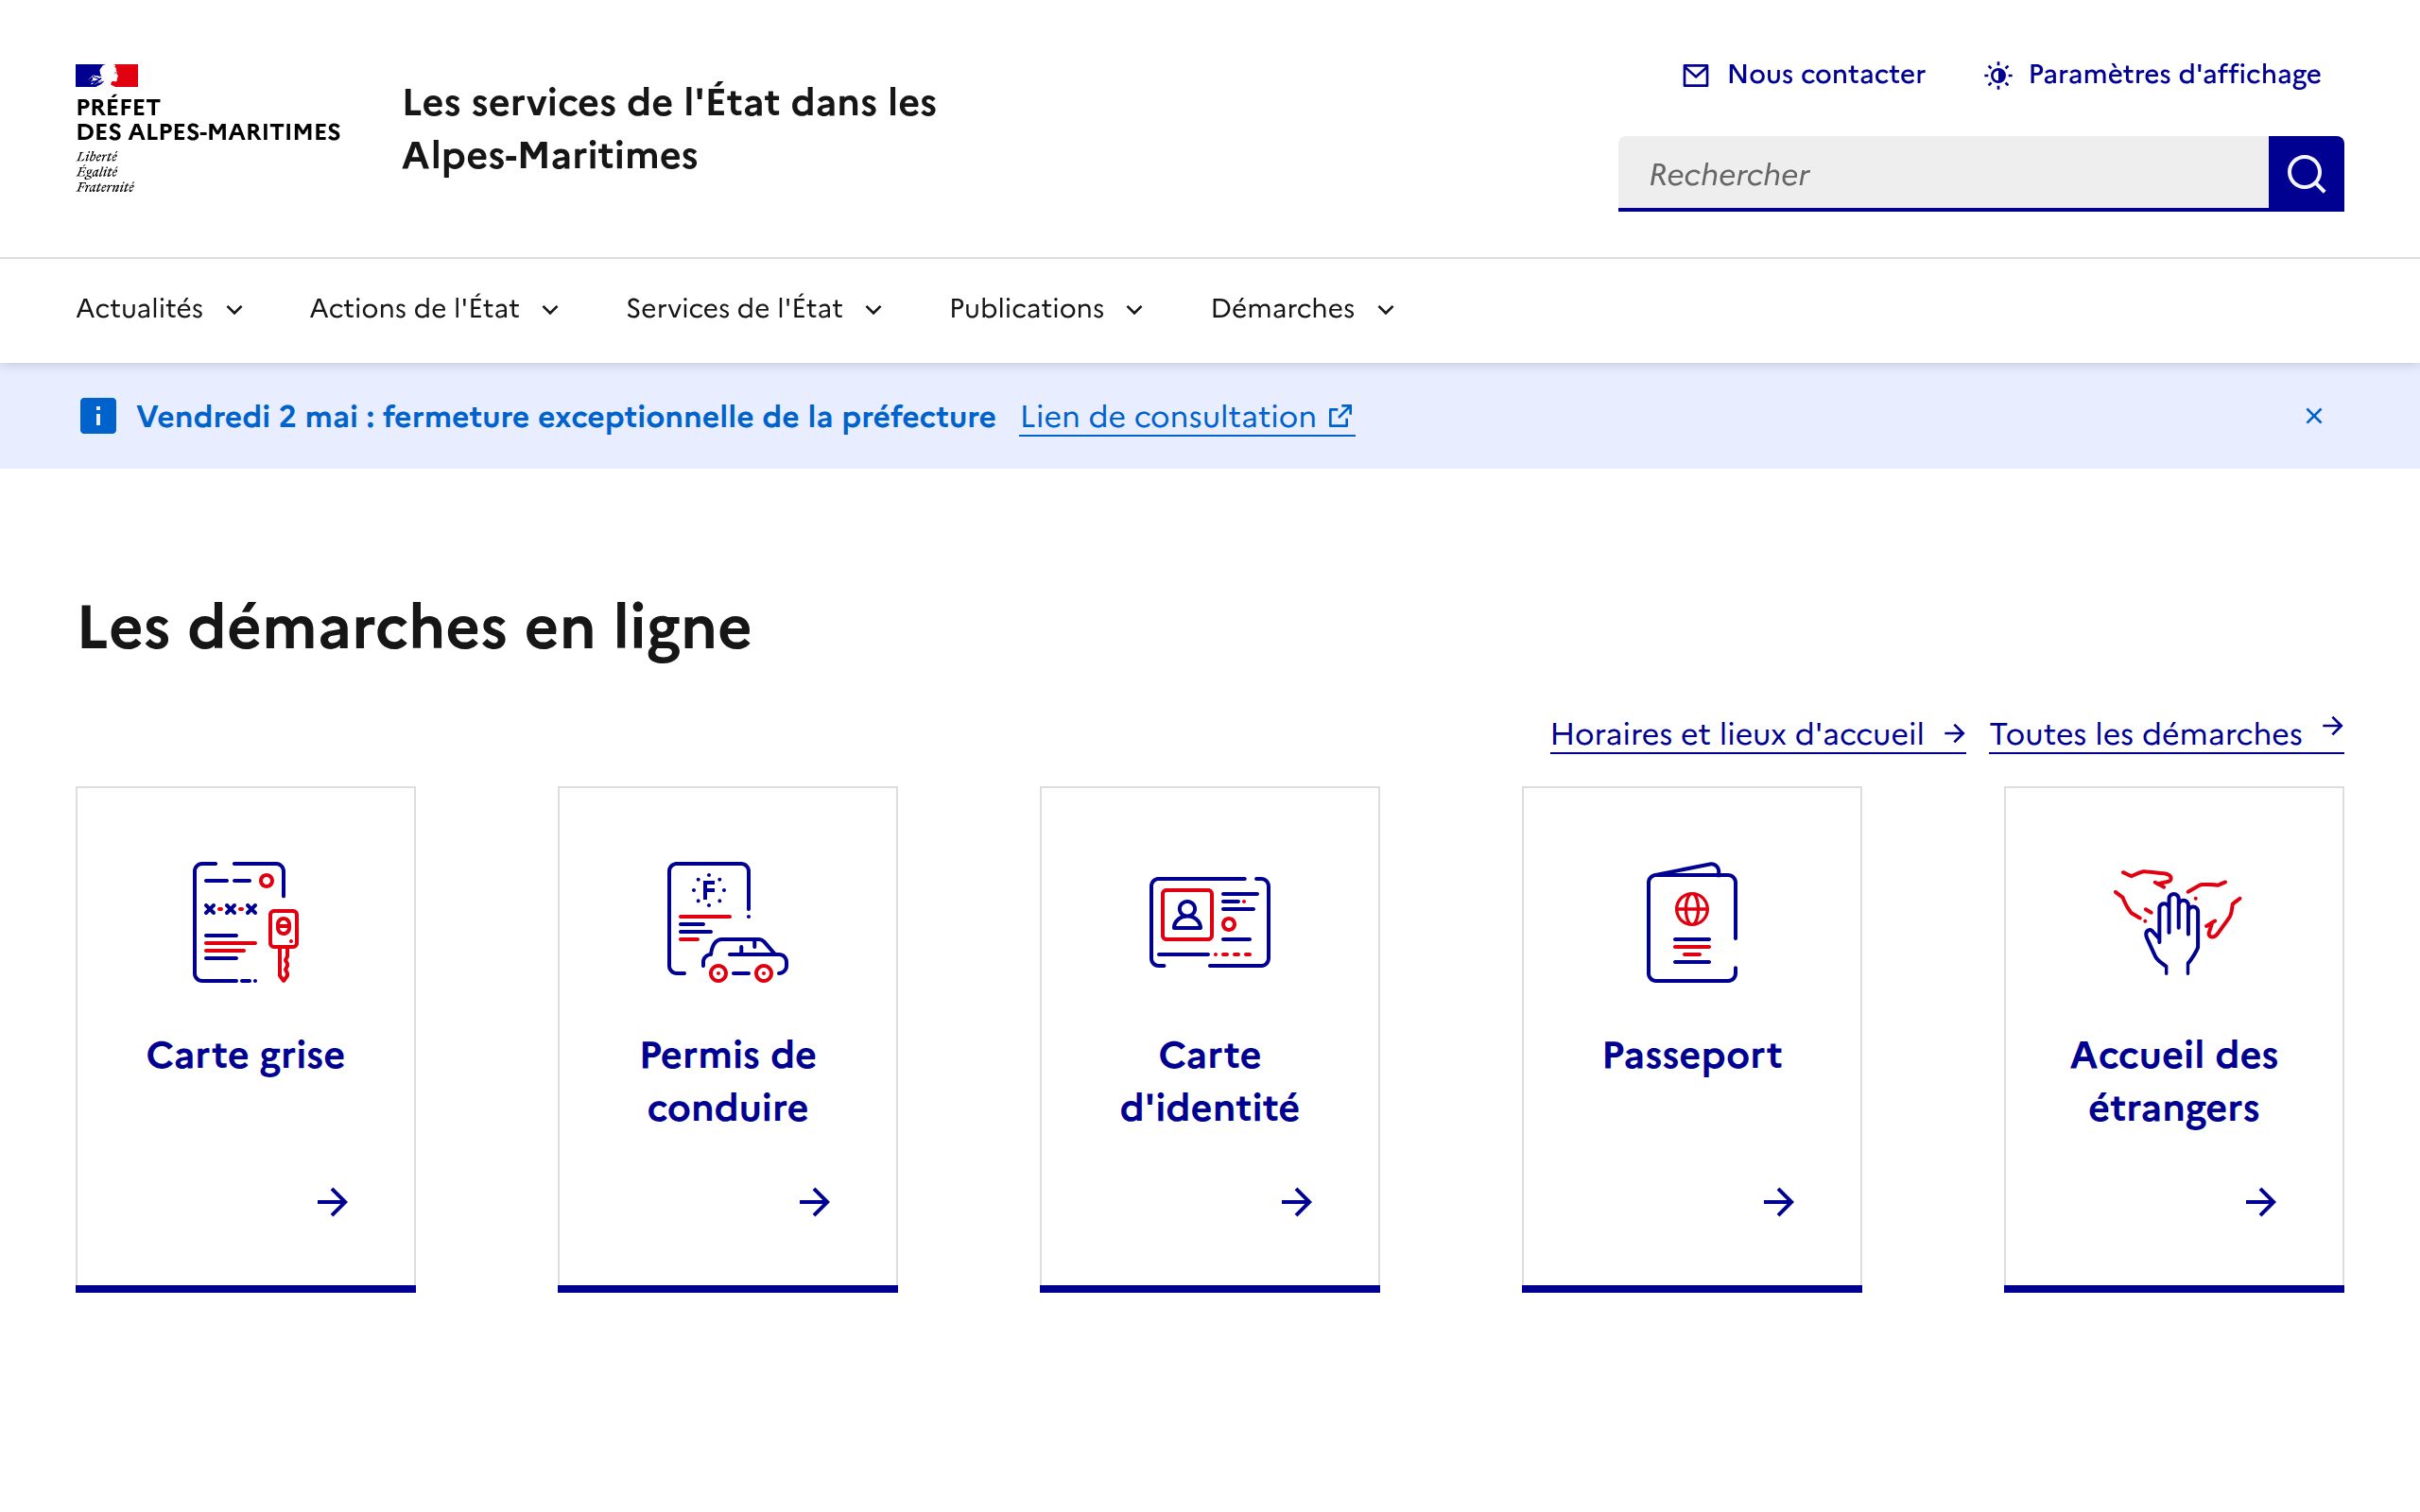 PRÉFET
DES ALPES-MARITIMES
Liberté
Égalité
Fraternité
Les services de l'État dans les
Alpes-Maritimes
Nous contacter
Paramètres d'affichage
Rechercher
Actualités
Actions de l'État
Services de l'État
Publications
Démarches
Vendredi 2 mai : fermeture exceptionnelle de la préfecture Lien de consultation
Les démarches en ligne
Horaires et lieux d'accueil
Toutes les démarches
Carte grise
F
Permis de
conduire
Carte
d'identité
Passeport
Accueil des
étrangers